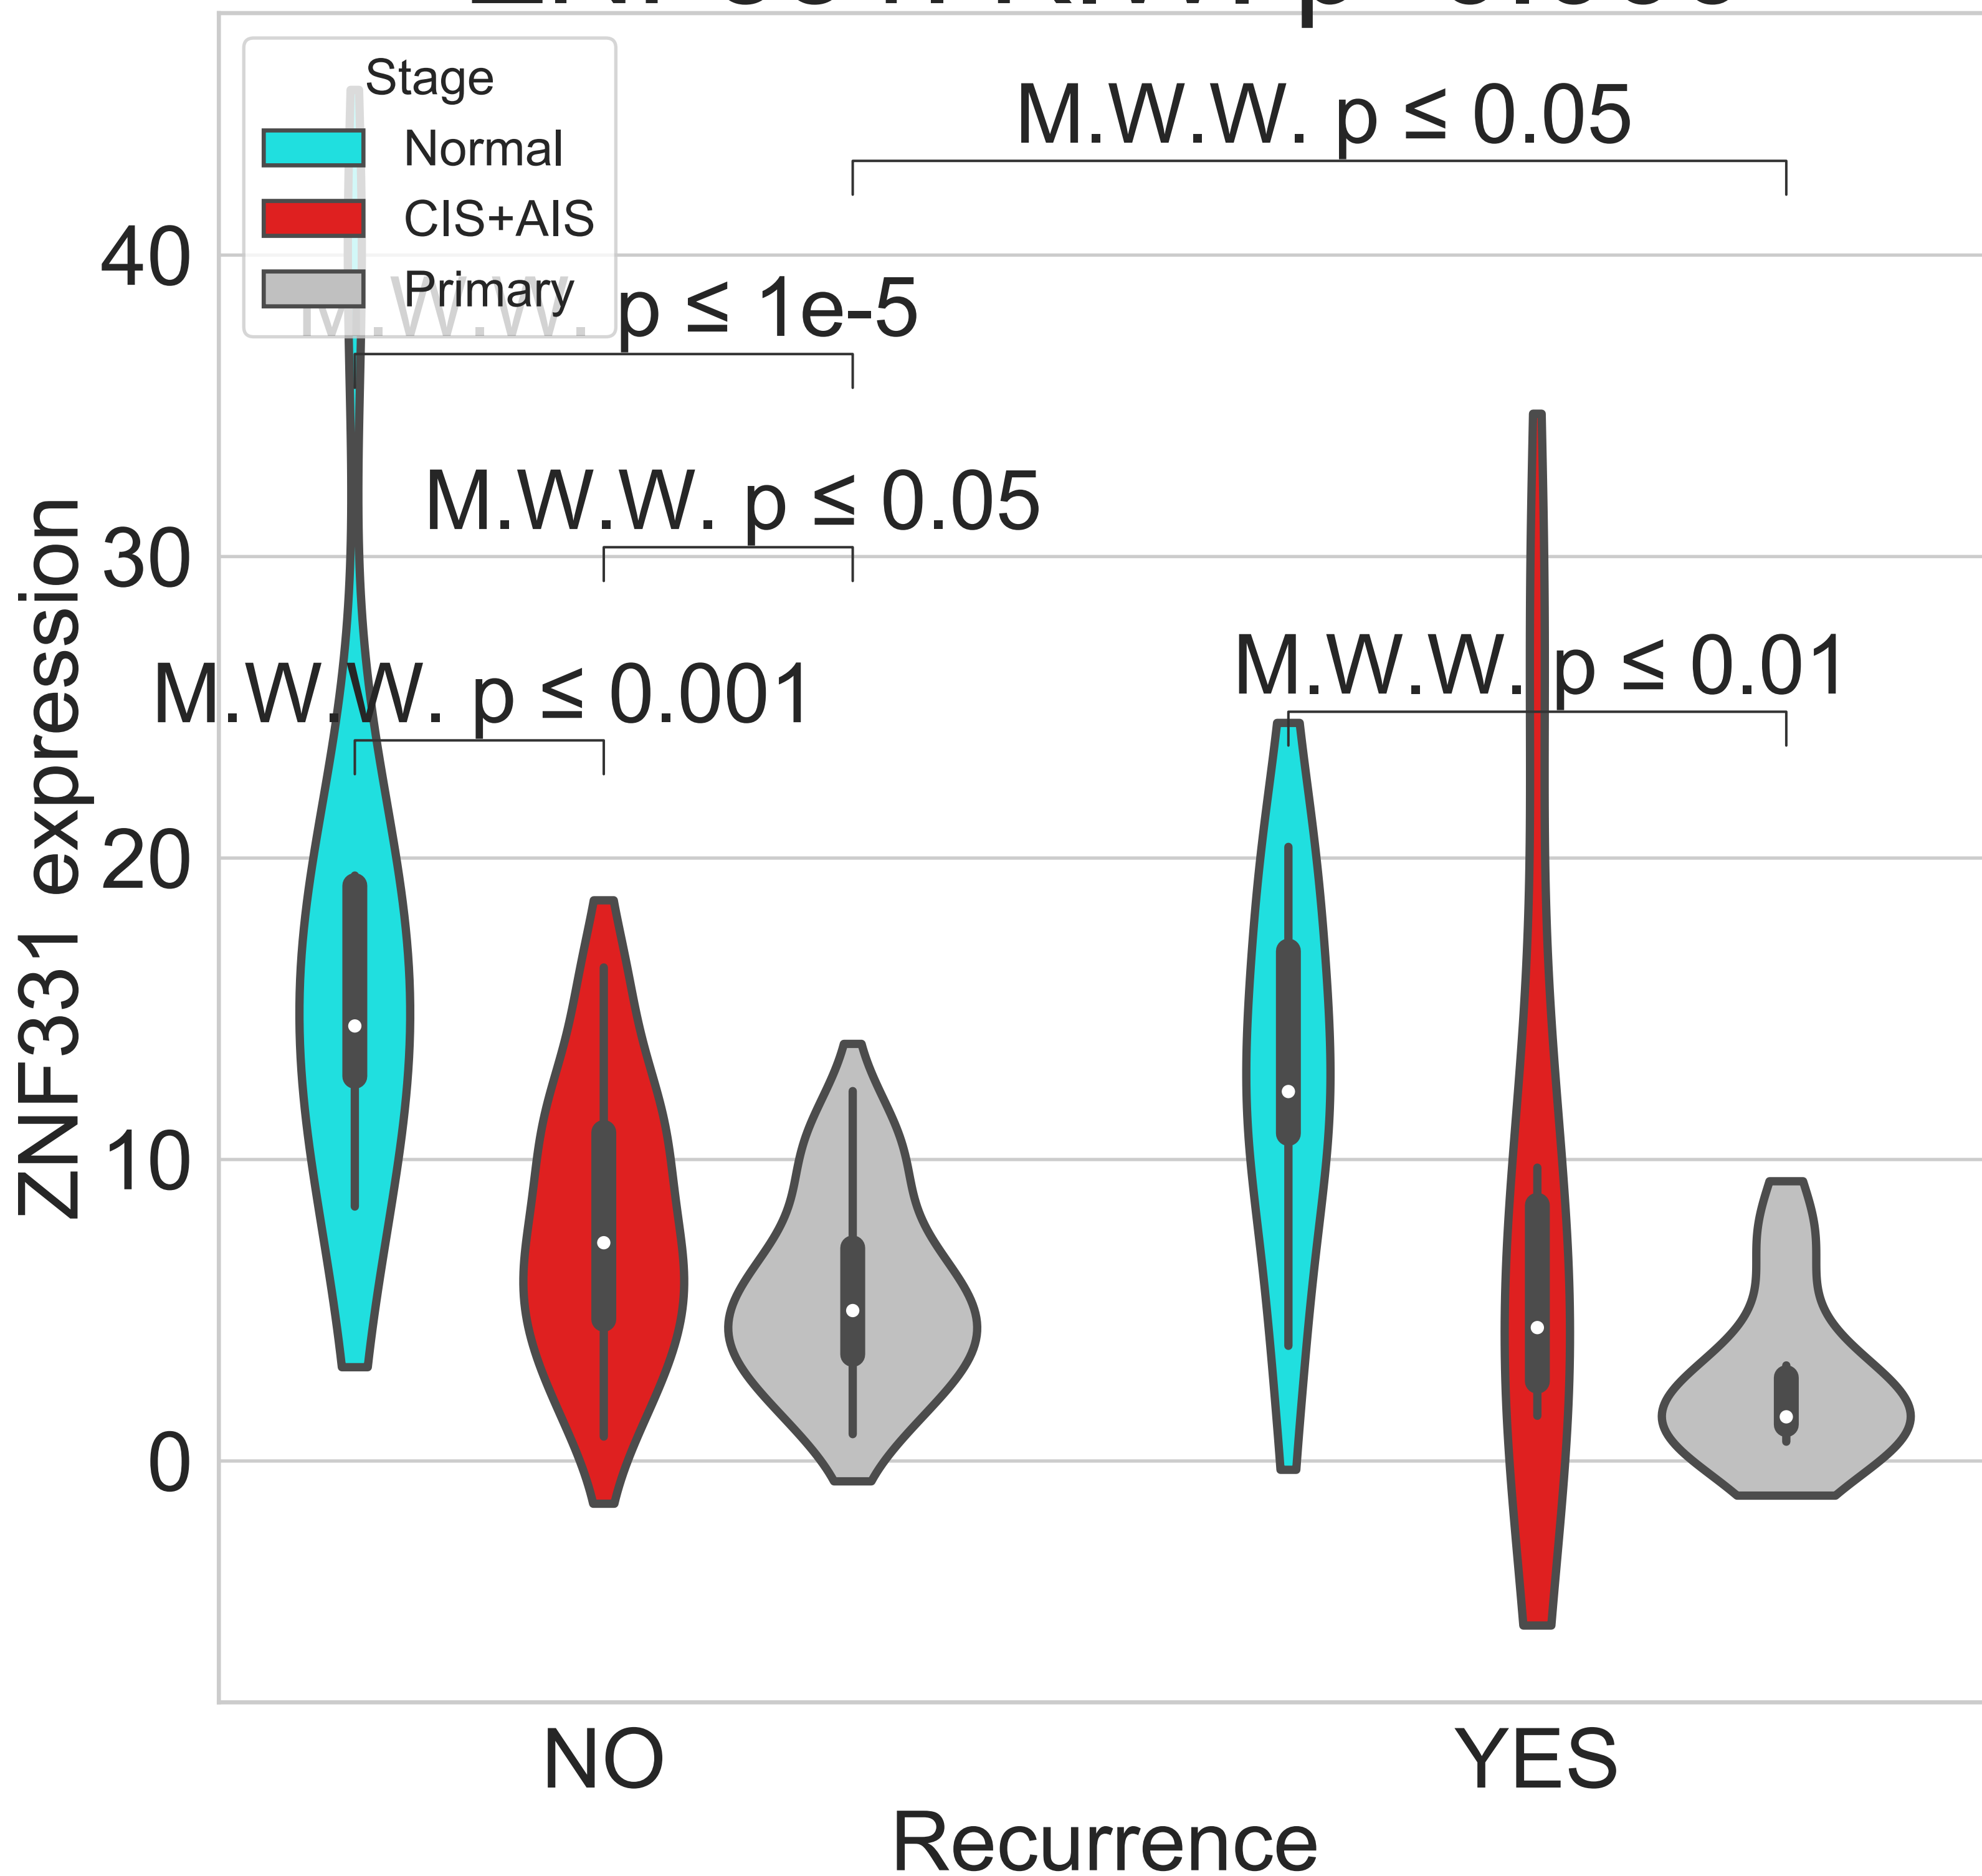 Stage
Normal
CIS+AIS
Primary
M.W.W. p ≤ 0.05
M.W.W. p ≤ 1e-5
M.W.W. p ≤ 0.05
M.W.W. p ≤ 0.001
M.W.W. p ≤ 0.01
40
30
20
10
0
ZNF331 expression
NO
YES
Recurrence